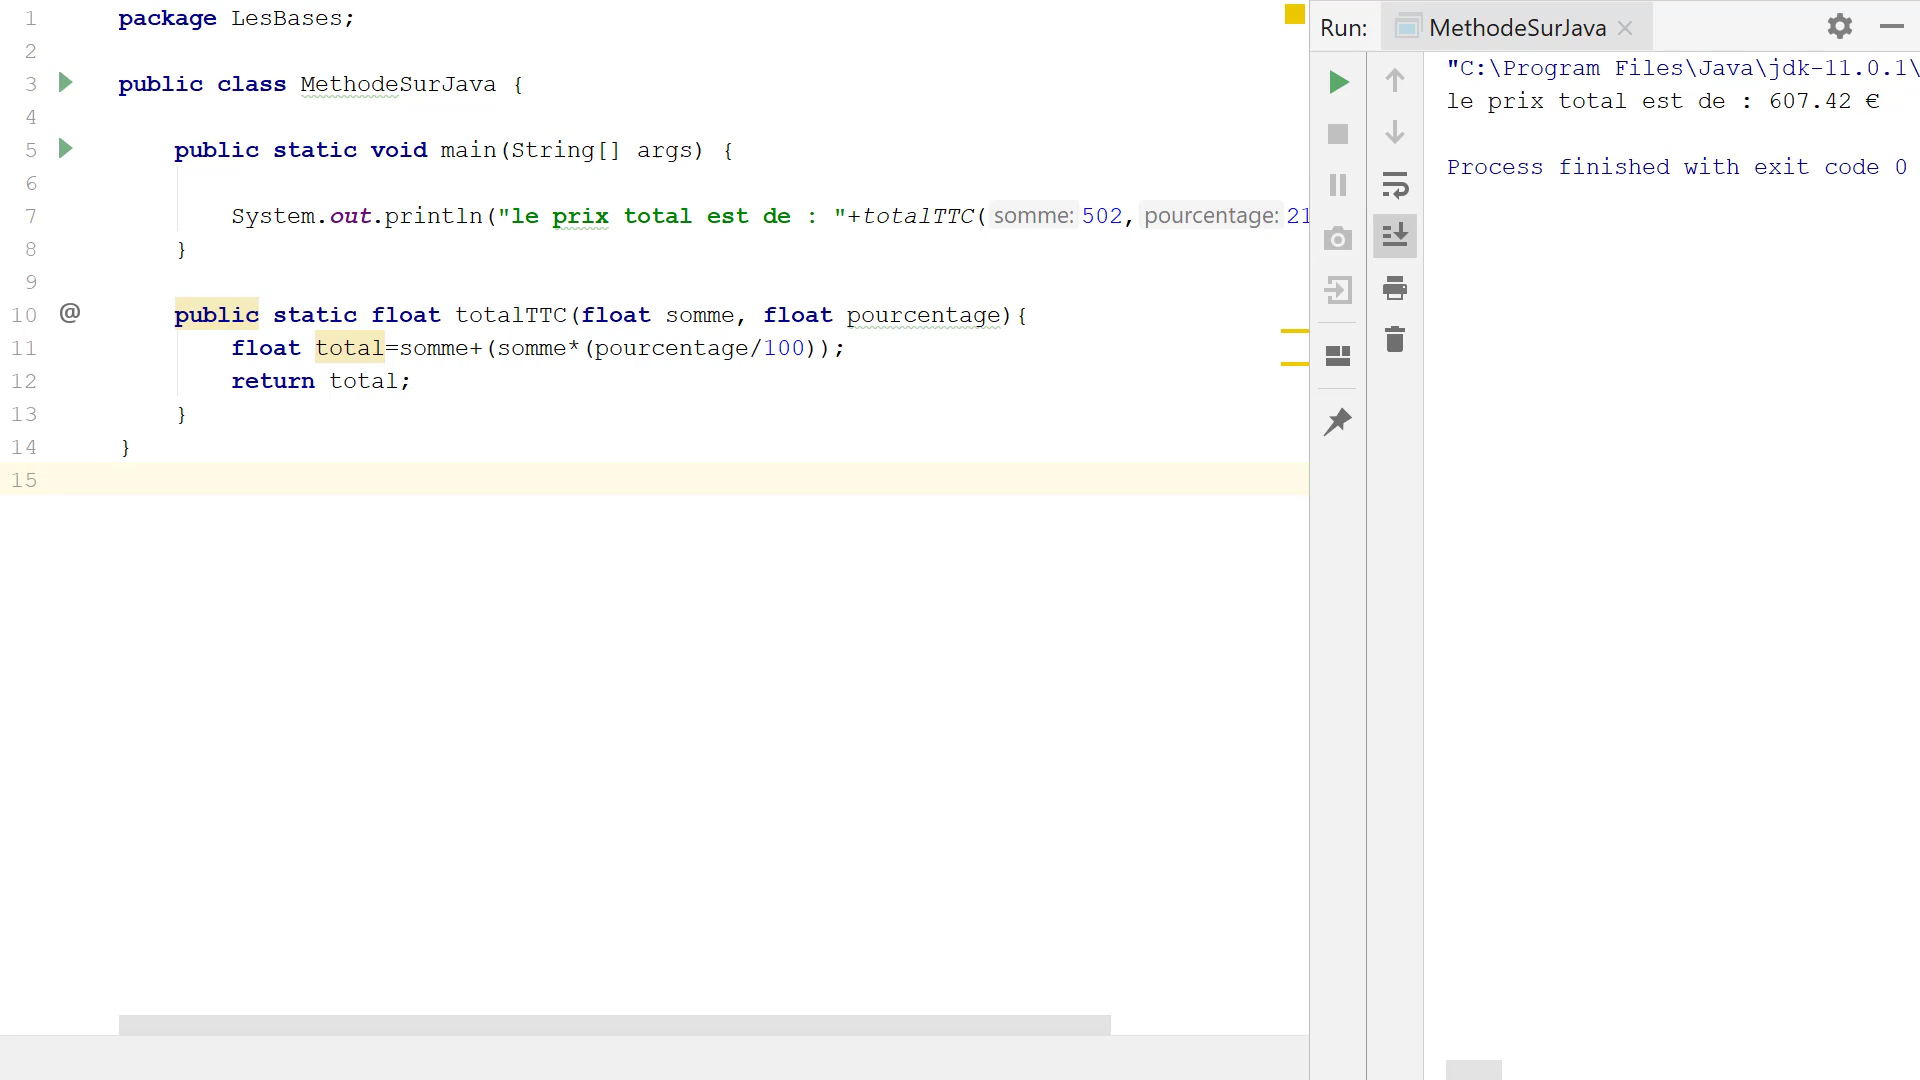 1 package LesBases;
2
3 public class MethodeSurJava {
4
5 public static void main(String[] args) {
6
7 System.out.println("le prix total est de : "+totalTTC( somme: 502, pourcentage: 21
8 }
9
10 @ public static float totalTTC(float somme, float pourcentage){
11 float total=somme+(somme*(pourcentage/100));
12 return total;
13 }
14 }
15
Run: MethodeSurJava
"C:\Program Files\Java\jdk-11.0.1\
le prix total est de : 607.42 €
Process finished with exit code 0